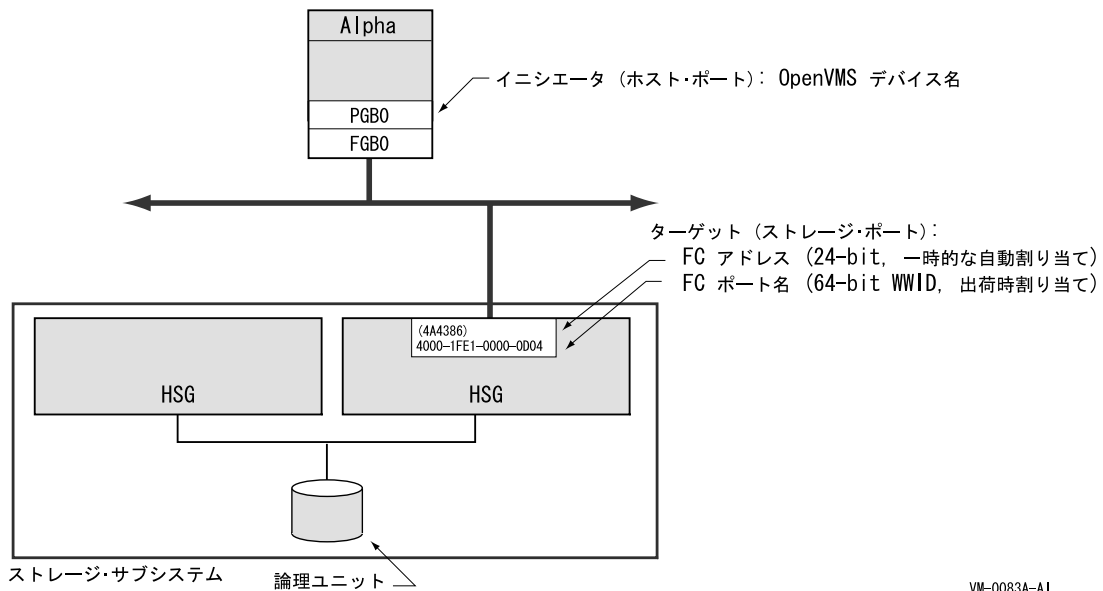 Alpha
イニシエータ (ホスト・ポート): OpenVMS デバイス名
PGB0
FGB0
ターゲット (ストレージ・ポート):
FC アドレス (24-bit, 一時的な自動割り当て)
FC ポート名 (64-bit WWID, 出荷時割り当て)
(4A4386)
4000-1FE1-0000-0D04
HSG
HSG
ストレージ・サブシステム
論理ユニット
VM-0083A-AI